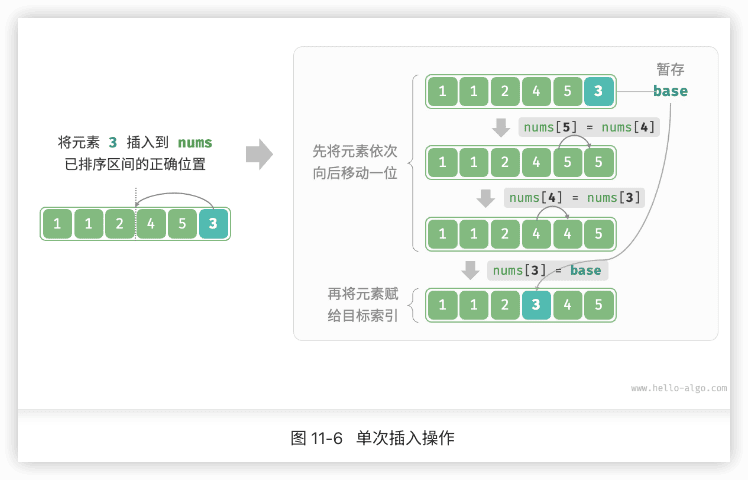 将元素 3 插入到 nums
已排序区间的正确位置
1 1 2 4 5 3
先将元素依次
向后移动一位
1 1 2 4 5 3
暂存
base
nums[5] = nums[4]
1 1 2 4 5 5
nums[4] = nums[3]
1 1 2 4 4 5
nums[3] = base
再将元素赋
给目标索引
1 1 2 3 4 5
www.hello-algo.com
图 11-6 单次插入操作